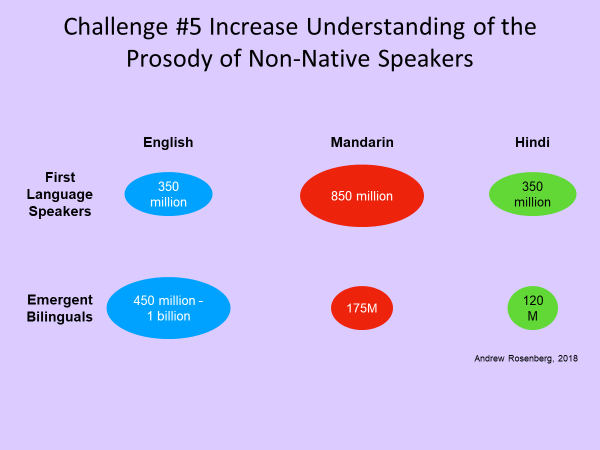 Challenge #5 Increase Understanding of the
Prosody of Non-Native Speakers
English
Mandarin
Hindi
First
Language
Speakers
350
million
850 million
350
million
Emergent
Bilinguals
450 million -
1 billion
175M
120
M
Andrew Rosenberg, 2018